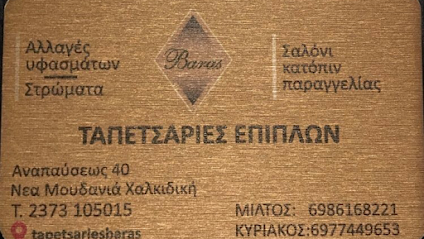 Αλλαγές
υφασμάτων
Στρώματα
Baras
Σαλόνι
κατόπιν
παραγγελίας
ΤΑΠΕΤΣΑΡΙΕΣ ΕΠΙΠΛΩΝ
Αναπαύσεως 40
Νεα Μουδανιά Χαλκιδική
Τ. 2373 105015
tapetsariesbaras
ΜΙΛΤΟΣ: 6986168221
ΚΥΡΙΑΚΟΣ:6977449653